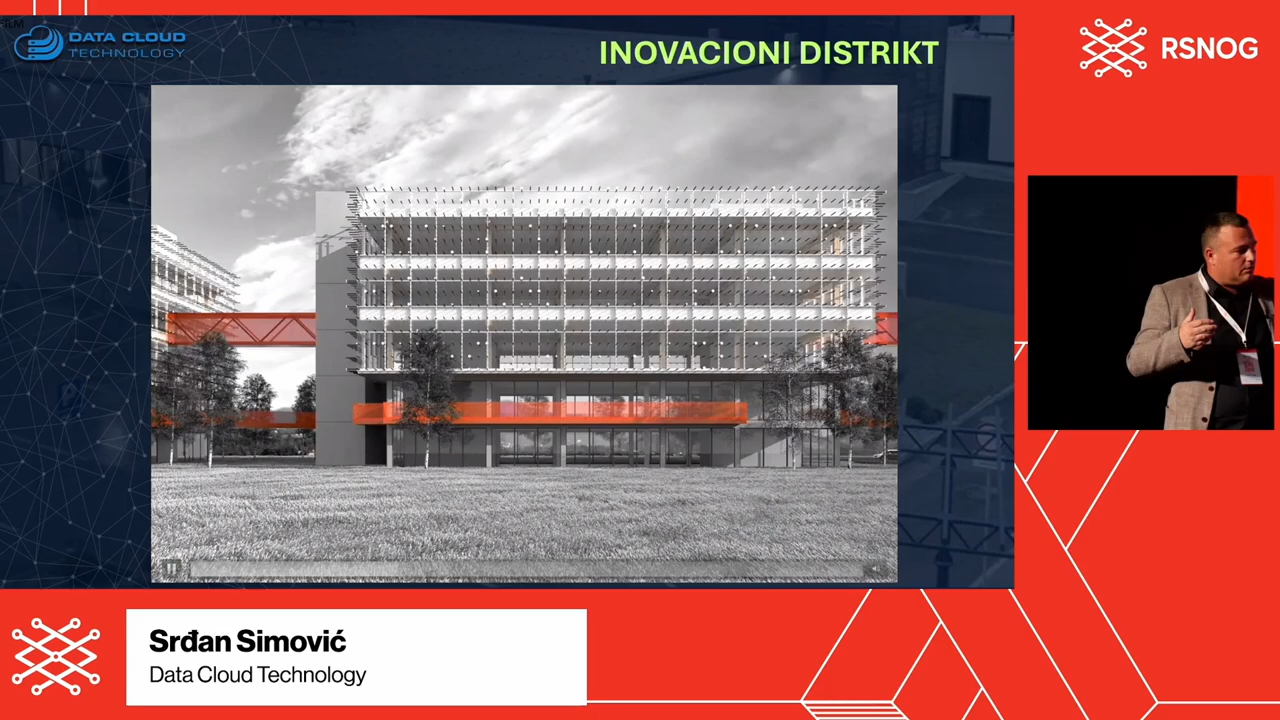 DATA CLOUD
TECHNOLOGY
INOVACIONI DISTRIKT
RSNOG
Srđan Simović
Data Cloud Technology